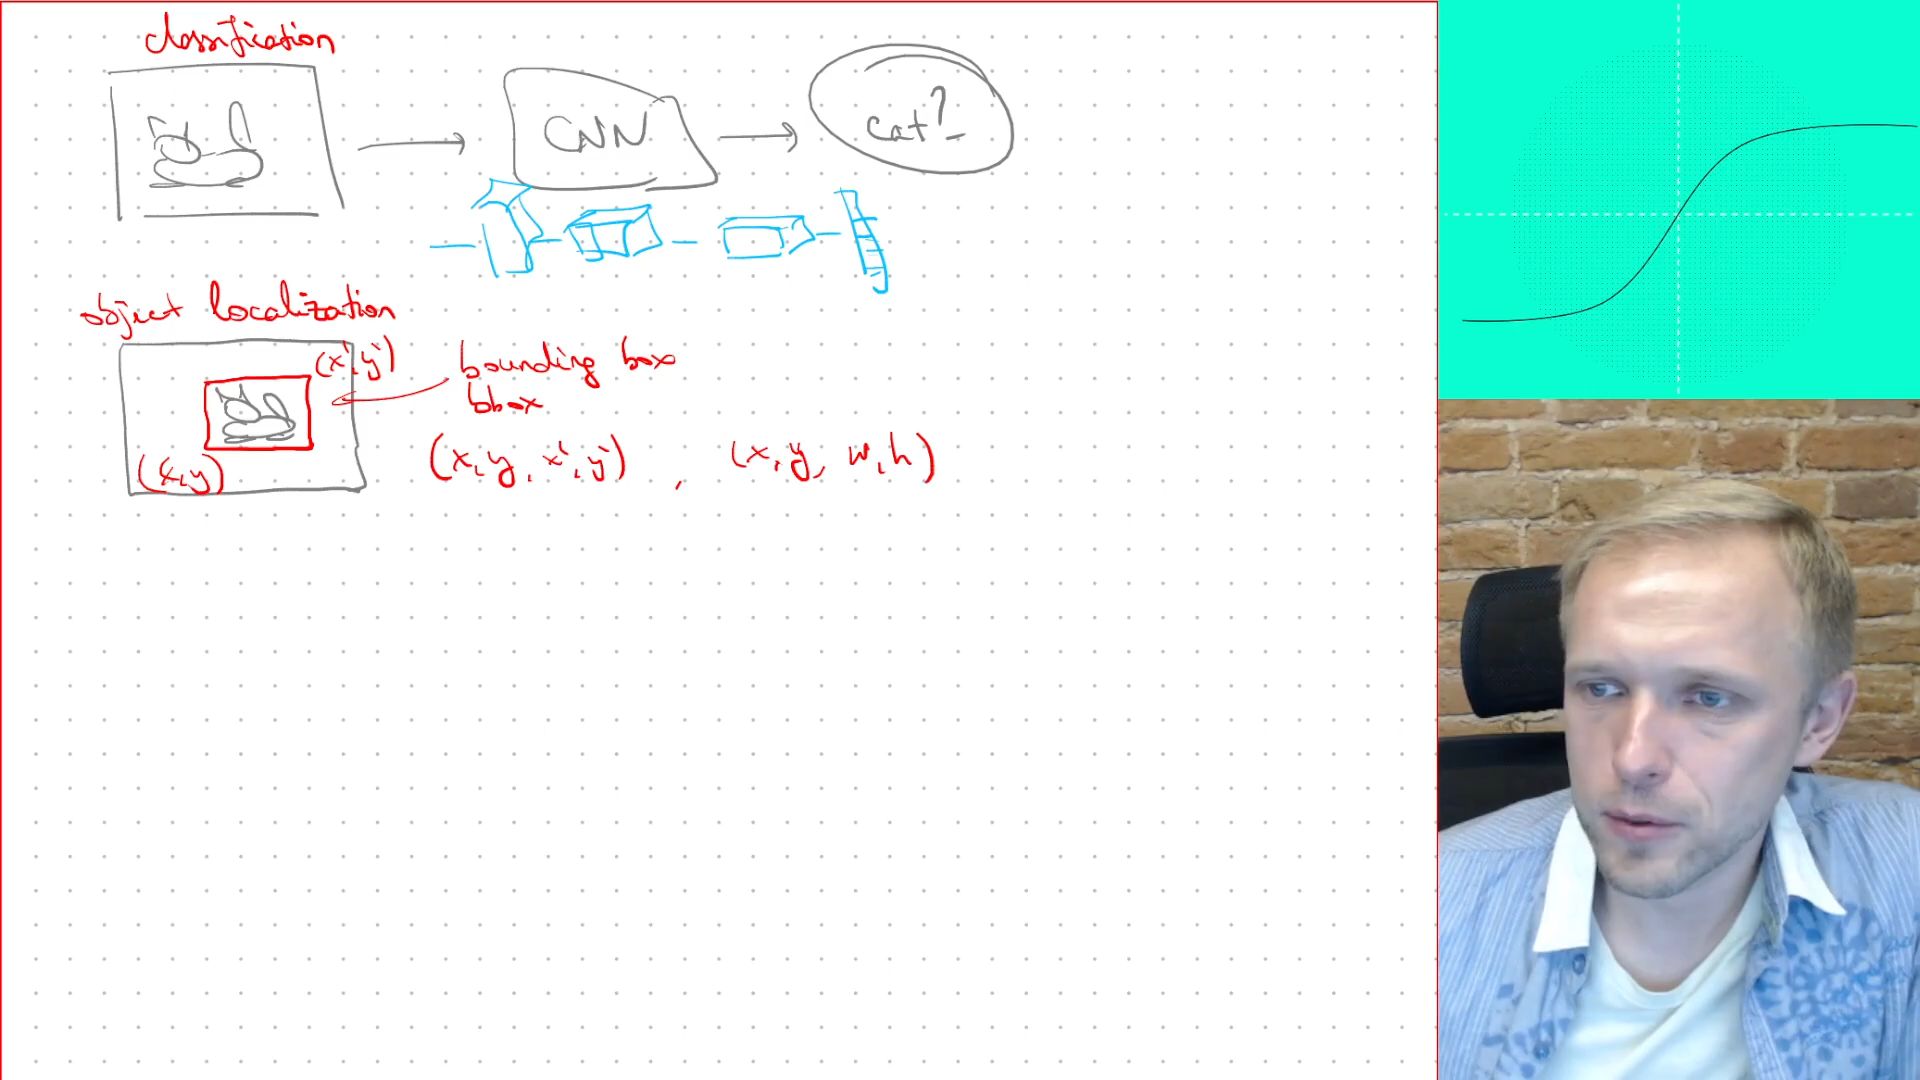 classification
CNN
cat?
object localization
(x', y')
bounding box
bbox
(x, y)
(x, y, x', y') , (x, y, w, h)